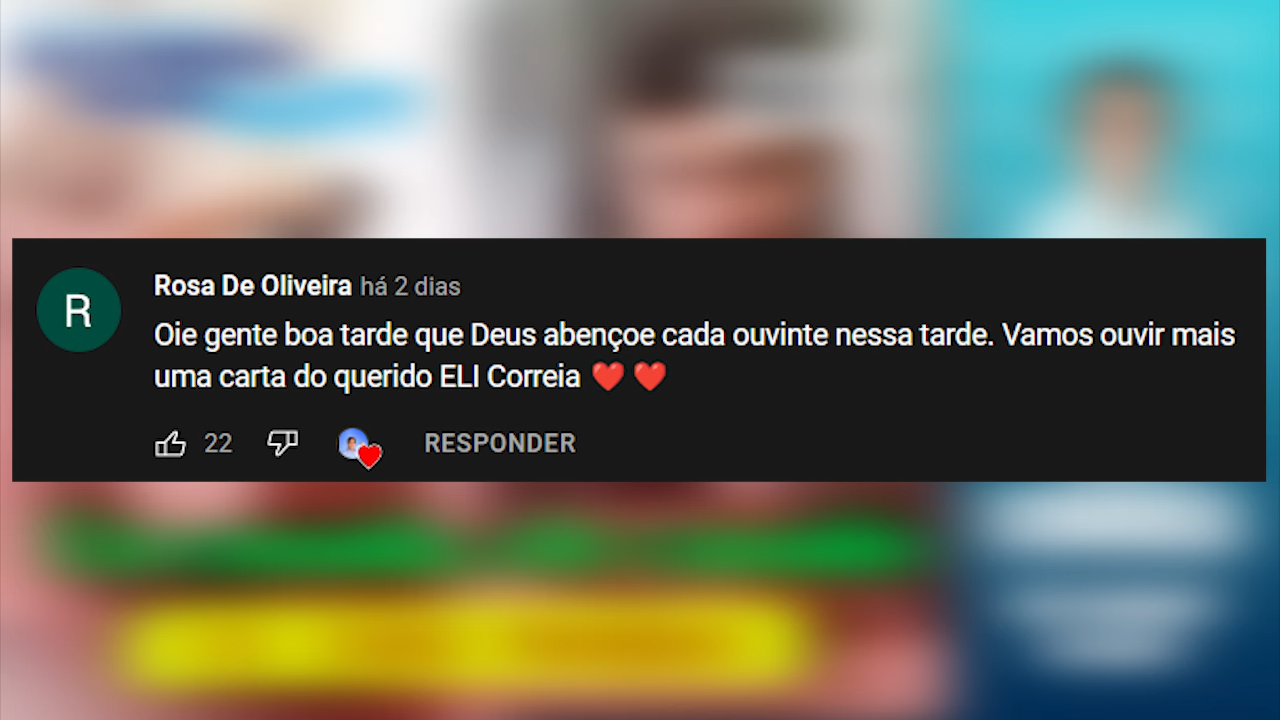 R
Rosa De Oliveira há 2 dias
Oie gente boa tarde que Deus abençoe cada ouvinte nessa tarde. Vamos ouvir mais
uma carta do querido ELI Correia ❤️ ❤️
22 RESPONDER